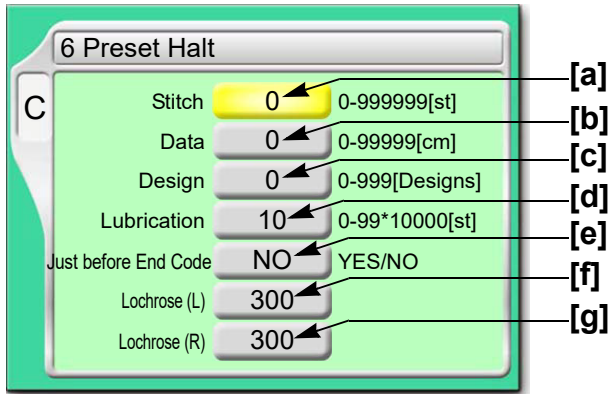 6 Preset Halt
C
Stitch 0 0-999999[st] [a]
Data 0 0-99999[cm] [b]
Design 0 0-999[Designs] [c]
Lubrication 10 0-99*10000[st] [d]
Just before End Code NO YES/NO [e]
Lochrose (L) 300 [f]
Lochrose (R) 300 [g]